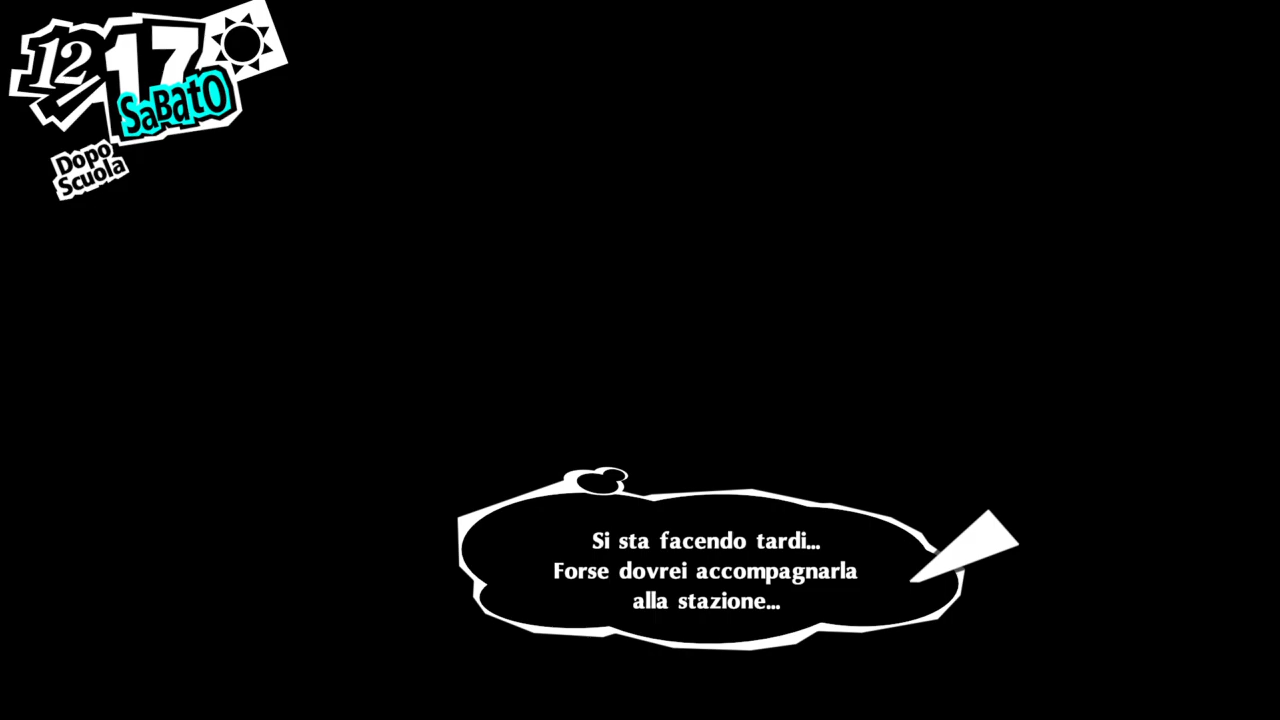 12 17
SaBatO
Dopo
Scuola
Si sta facendo tardi...
Forse dovrei accompagnarla
alla stazione...